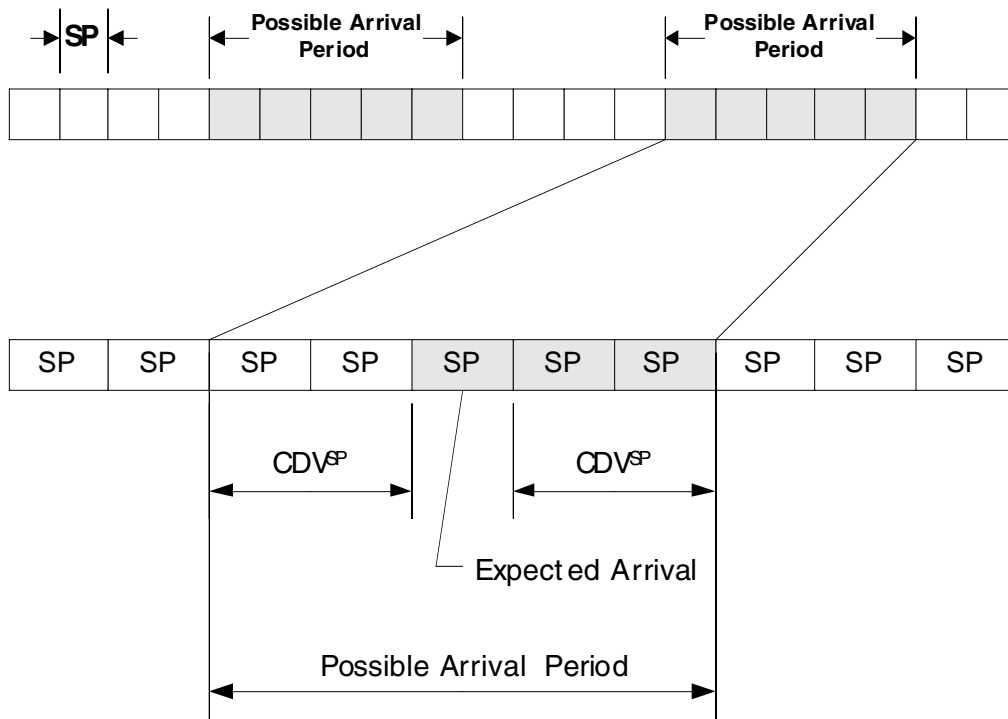 SP
Possible Arrival
Period
Possible Arrival
Period
SP SP SP SP SP SP SP SP SP SP
CDVSP CDVSP
Expected Arrival
Possible Arrival Period